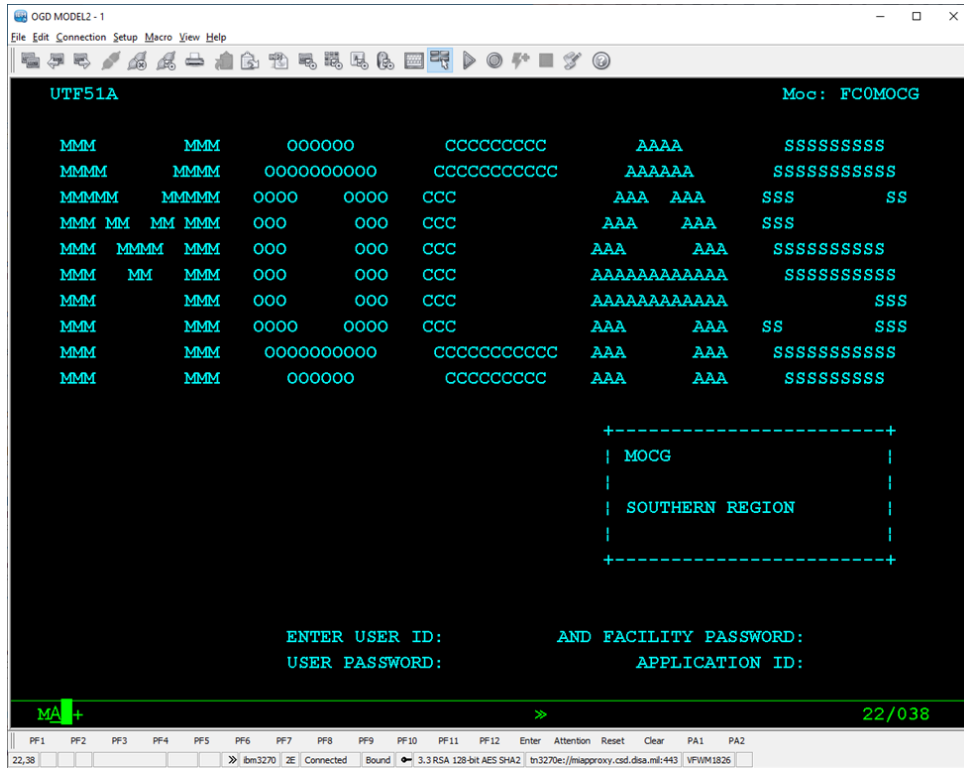 OGD MODEL2 - 1
File Edit Connection Setup Macro View Help
UTF51A Moc: FC0MOCG
MMM MMM OOOOOO CCCCCCCCC AAAA SSSSSSSSS
MMMM MMMM OOOOOOOOOO CCCCCCCCCCC AAAAAA SSSSSSSSSSS
MMMMM MMMMM OOOO OOOO CCC AAA AAA SSS SS
MMM MM MM MMM OOO OOO CCC AAA AAA SSS
MMM MMMM MMM OOO OOO CCC AAA AAA SSSSSSSSSS
MMM MM MMM OOO OOO CCC AAAAAAAAAAAA SSSSSSSSSS
MMM MMM OOO OOO CCC AAAAAAAAAAAA SSS
MMM MMM OOOO OOOO CCC AAA AAA SS SSS
MMM MMM OOOOOOOOOO CCCCCCCCCCC AAA AAA SSSSSSSSSSS
MMM MMM OOOOOO CCCCCCCCC AAA AAA SSSSSSSSS
+------------------------+
¦ MOCG ¦
¦ ¦
¦ SOUTHERN REGION ¦
¦ ¦
+------------------------+
ENTER USER ID: AND FACILITY PASSWORD:
USER PASSWORD: APPLICATION ID:
MA + » 22/038
PF1 PF2 PF3 PF4 PF5 PF6 PF7 PF8 PF9 PF10 PF11 PF12 Enter Attention Reset Clear PA1 PA2
22,38 » ibm3270 2E Connected Bound 3.3 RSA 128-bit AES SHA2 tn3270e://miapproxy.csd.disa.mil:443 VFWM1826